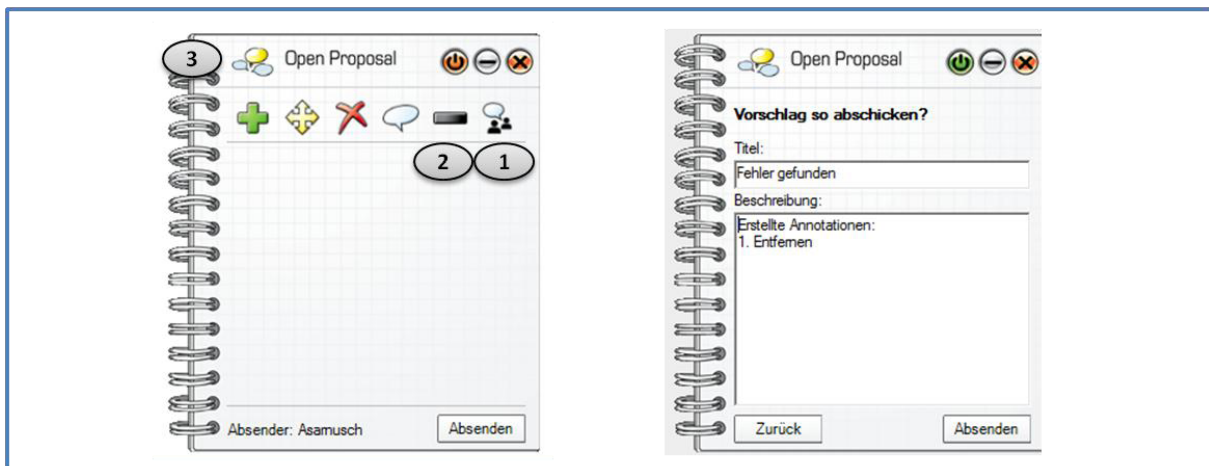 3
Open Proposal
2
1
Absender: Asamusch
Absenden
Open Proposal
Vorschlag so abschicken?
Titel:
Fehler gefunden
Beschreibung:
Erstellte Annotationen:
1. Entfernen
Zurück
Absenden